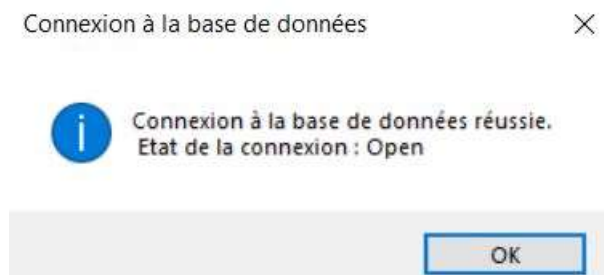 Connexion à la base de données
Connexion à la base de données réussie.
Etat de la connexion : Open
OK